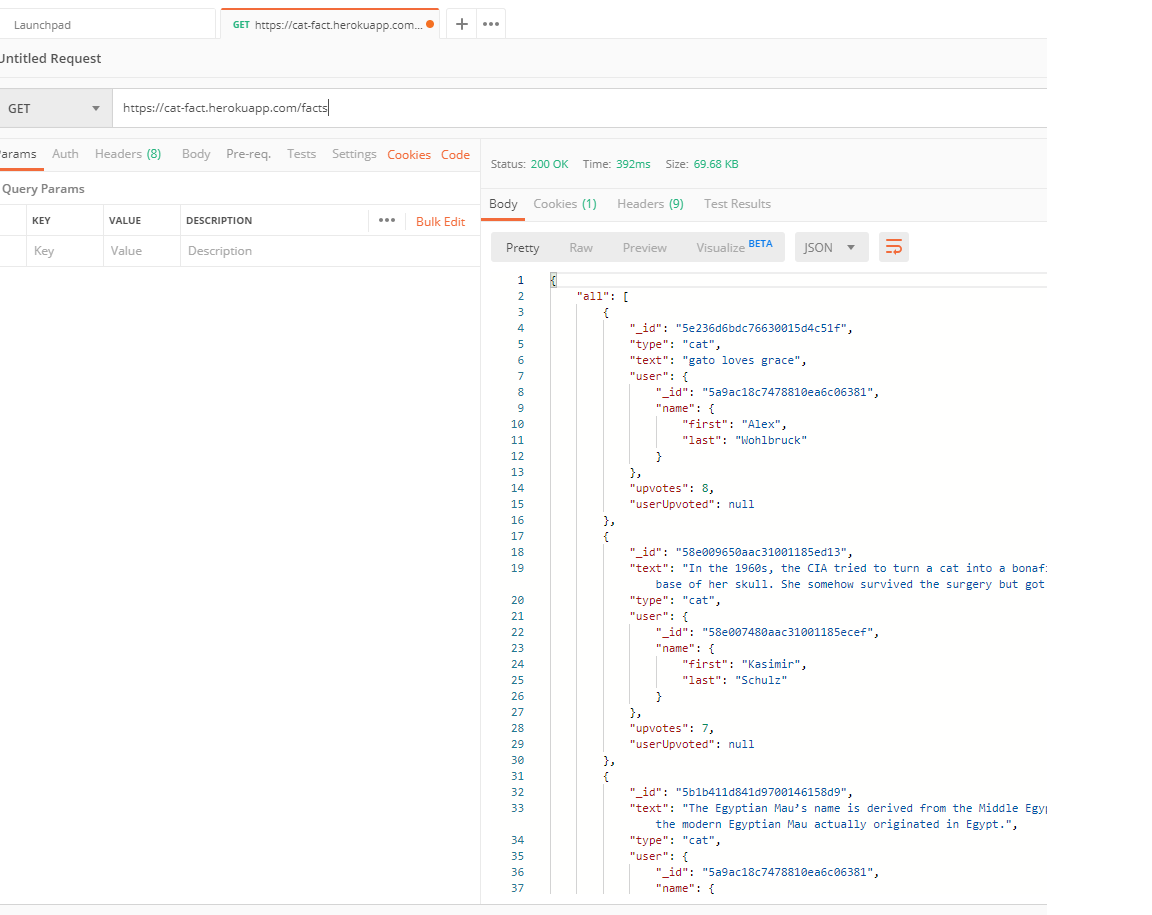 Launchpad
GET https://cat-fact.herokuapp.com...
Untitled Request
GET https://cat-fact.herokuapp.com/facts
Params Auth Headers (8) Body Pre-req. Tests Settings Cookies Code
Query Params
KEY VALUE DESCRIPTION ••• Bulk Edit
Key Value Description
Status: 200 OK Time: 392ms Size: 69.68 KB
Body Cookies (1) Headers (9) Test Results
Pretty Raw Preview Visualize BETA JSON
1 {
2 "all": [
3 {
4 "_id": "5e236d6bdc76630015d4c51f",
5 "type": "cat",
6 "text": "gato loves grace",
7 "user": {
8 "_id": "5a9ac18c7478810ea6c06381",
9 "name": {
10 "first": "Alex",
11 "last": "Wohlbruck"
12 }
13 },
14 "upvotes": 8,
15 "userUpvoted": null
16 },
17 {
18 "_id": "58e009650aac31001185ed13",
19 "text": "In the 1960s, the CIA tried to turn a cat into a bonafi
base of her skull. She somehow survived the surgery but got
20 "type": "cat",
21 "user": {
22 "_id": "58e007480aac31001185ecef",
23 "name": {
24 "first": "Kasimir",
25 "last": "Schulz"
26 }
27 },
28 "upvotes": 7,
29 "userUpvoted": null
30 },
31 {
32 "_id": "5b1b411d841d9700146158d9",
33 "text": "The Egyptian Mau’s name is derived from the Middle Egyp
the modern Egyptian Mau actually originated in Egypt.",
34 "type": "cat",
35 "user": {
36 "_id": "5a9ac18c7478810ea6c06381",
37 "name": {